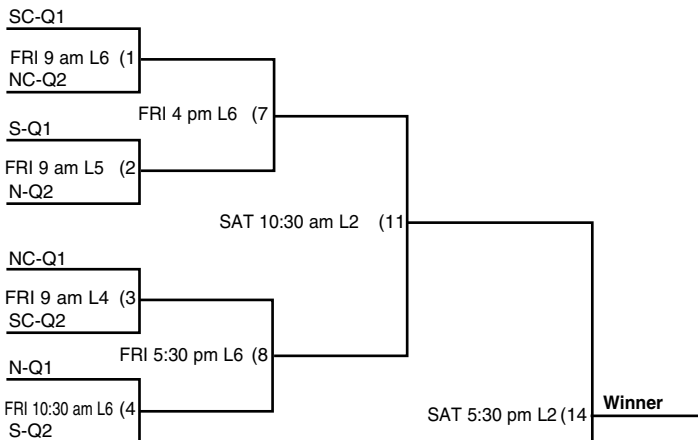 SC-Q1
FRI 9 am L6 (1
NC-Q2
FRI 4 pm L6 (7
S-Q1
FRI 9 am L5 (2
N-Q2
SAT 10:30 am L2 (11
NC-Q1
FRI 9 am L4 (3
SC-Q2
FRI 5:30 pm L6 (8
N-Q1
FRI 10:30 am L6 (4
S-Q2
SAT 5:30 pm L2 (14
Winner